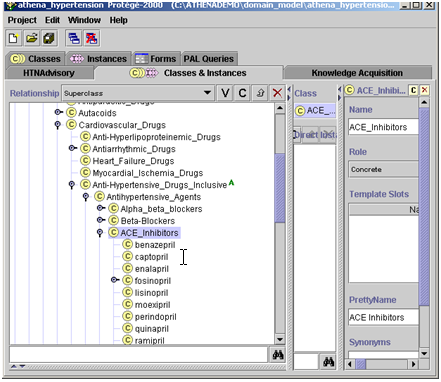 athena_hypertension Protégé-2000 (C:\ATHENADEMO\domain_model\athena_hypertensio...
Project Edit Window Help
Classes Instances Forms PAL Queries
HTNAdvisory Classes & Instances Knowledge Acquisition
Relationship Superclass V C X
Autacoids
Cardiovascular_Drugs
Anti-Hyperlipoproteinemic_Drugs
Antiarrhythmic_Drugs
Heart_Failure_Drugs
Myocardial_Ischemia_Drugs
Anti-Hypertensive_Drugs_Inclusive A
Antihypertensive_Agents
Alpha_beta_blockers
Beta-Blockers
ACE_Inhibitors
benazepril
captopril
enalapril
fosinopril
lisinopril
moexipril
perindopril
quinapril
ramipril
Class
ACE_...
ACE_Inhibi...
C X
Name
ACE_Inhibitors
Role
Concrete
Template Slots
Na
PrettyName
ACE Inhibitors
Synonyms